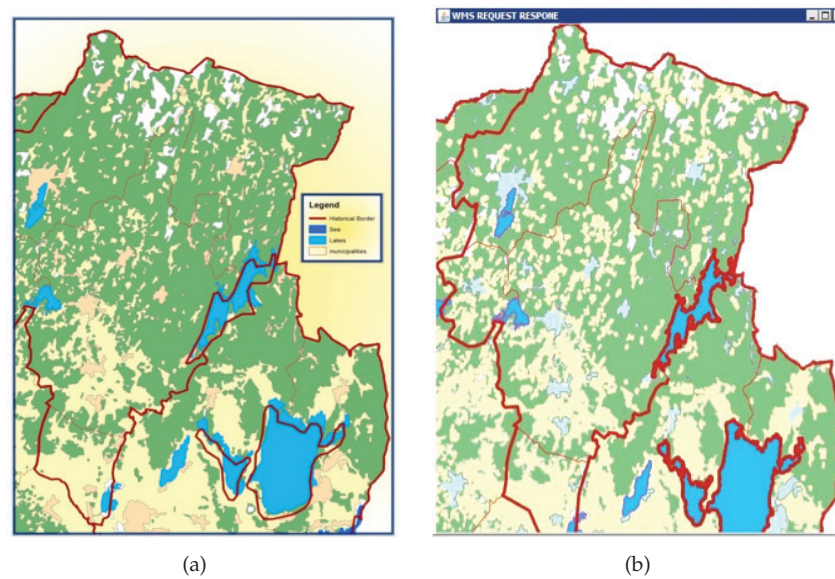 WMS REQUEST RESPONE
Legend
Historical Border
Sea
Lakes
municipalities
(a)
(b)